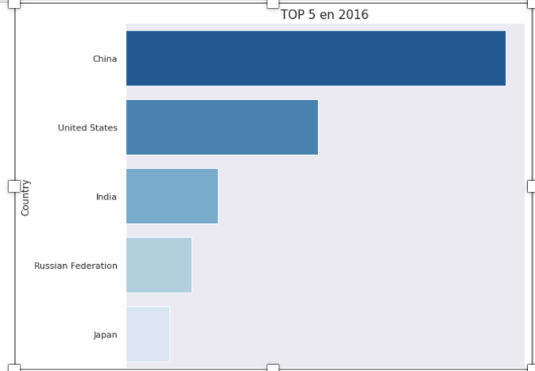 TOP 5 en 2016
China
United States
India
Country
Russian Federation
Japan